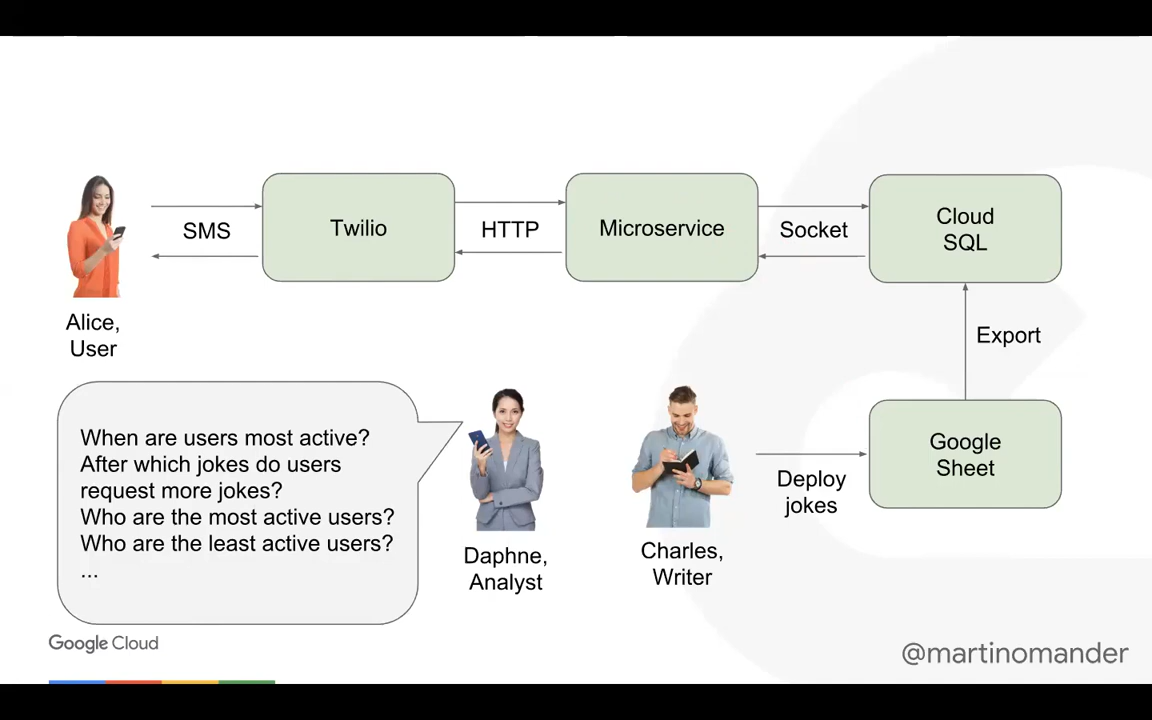 SMS
Twilio
HTTP
Microservice
Socket
Cloud
SQL
Alice,
User
Export
When are users most active?
After which jokes do users
request more jokes?
Who are the most active users?
Who are the least active users?
...
Daphne,
Analyst
Charles,
Writer
Deploy
jokes
Google
Sheet
Google Cloud
@martinomander